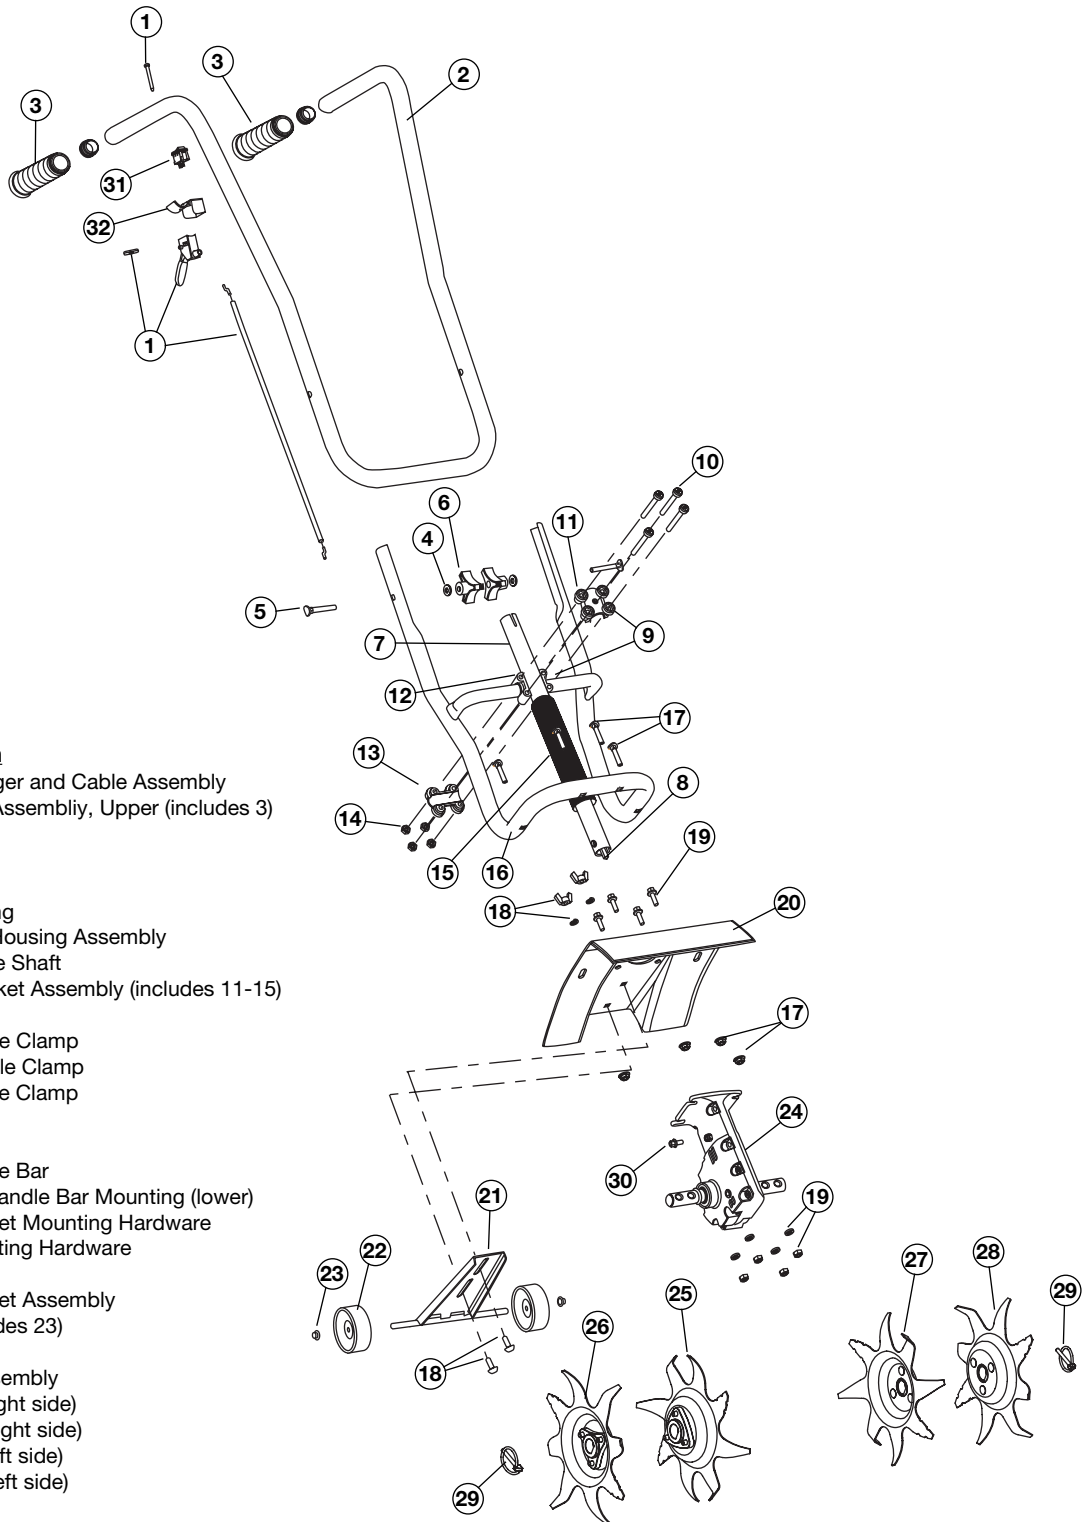 1
3
2
3
31
32
1
10
6
11
4
5
7
9
12
17
13
8
14
15
16
19
18
20
17
24
30
21
19
22
23
27
28
29
25
26
18
29
ger and Cable Assembly
Assembliy, Upper (includes 3)
Housing Assembly
e Shaft
ket Assembly (includes 11-15)
e Clamp
le Clamp
e Clamp
e Bar
andle Bar Mounting (lower)
et Mounting Hardware
ting Hardware
et Assembly
des 23)
sembly
ght side)
ght side)
ft side)
eft side)